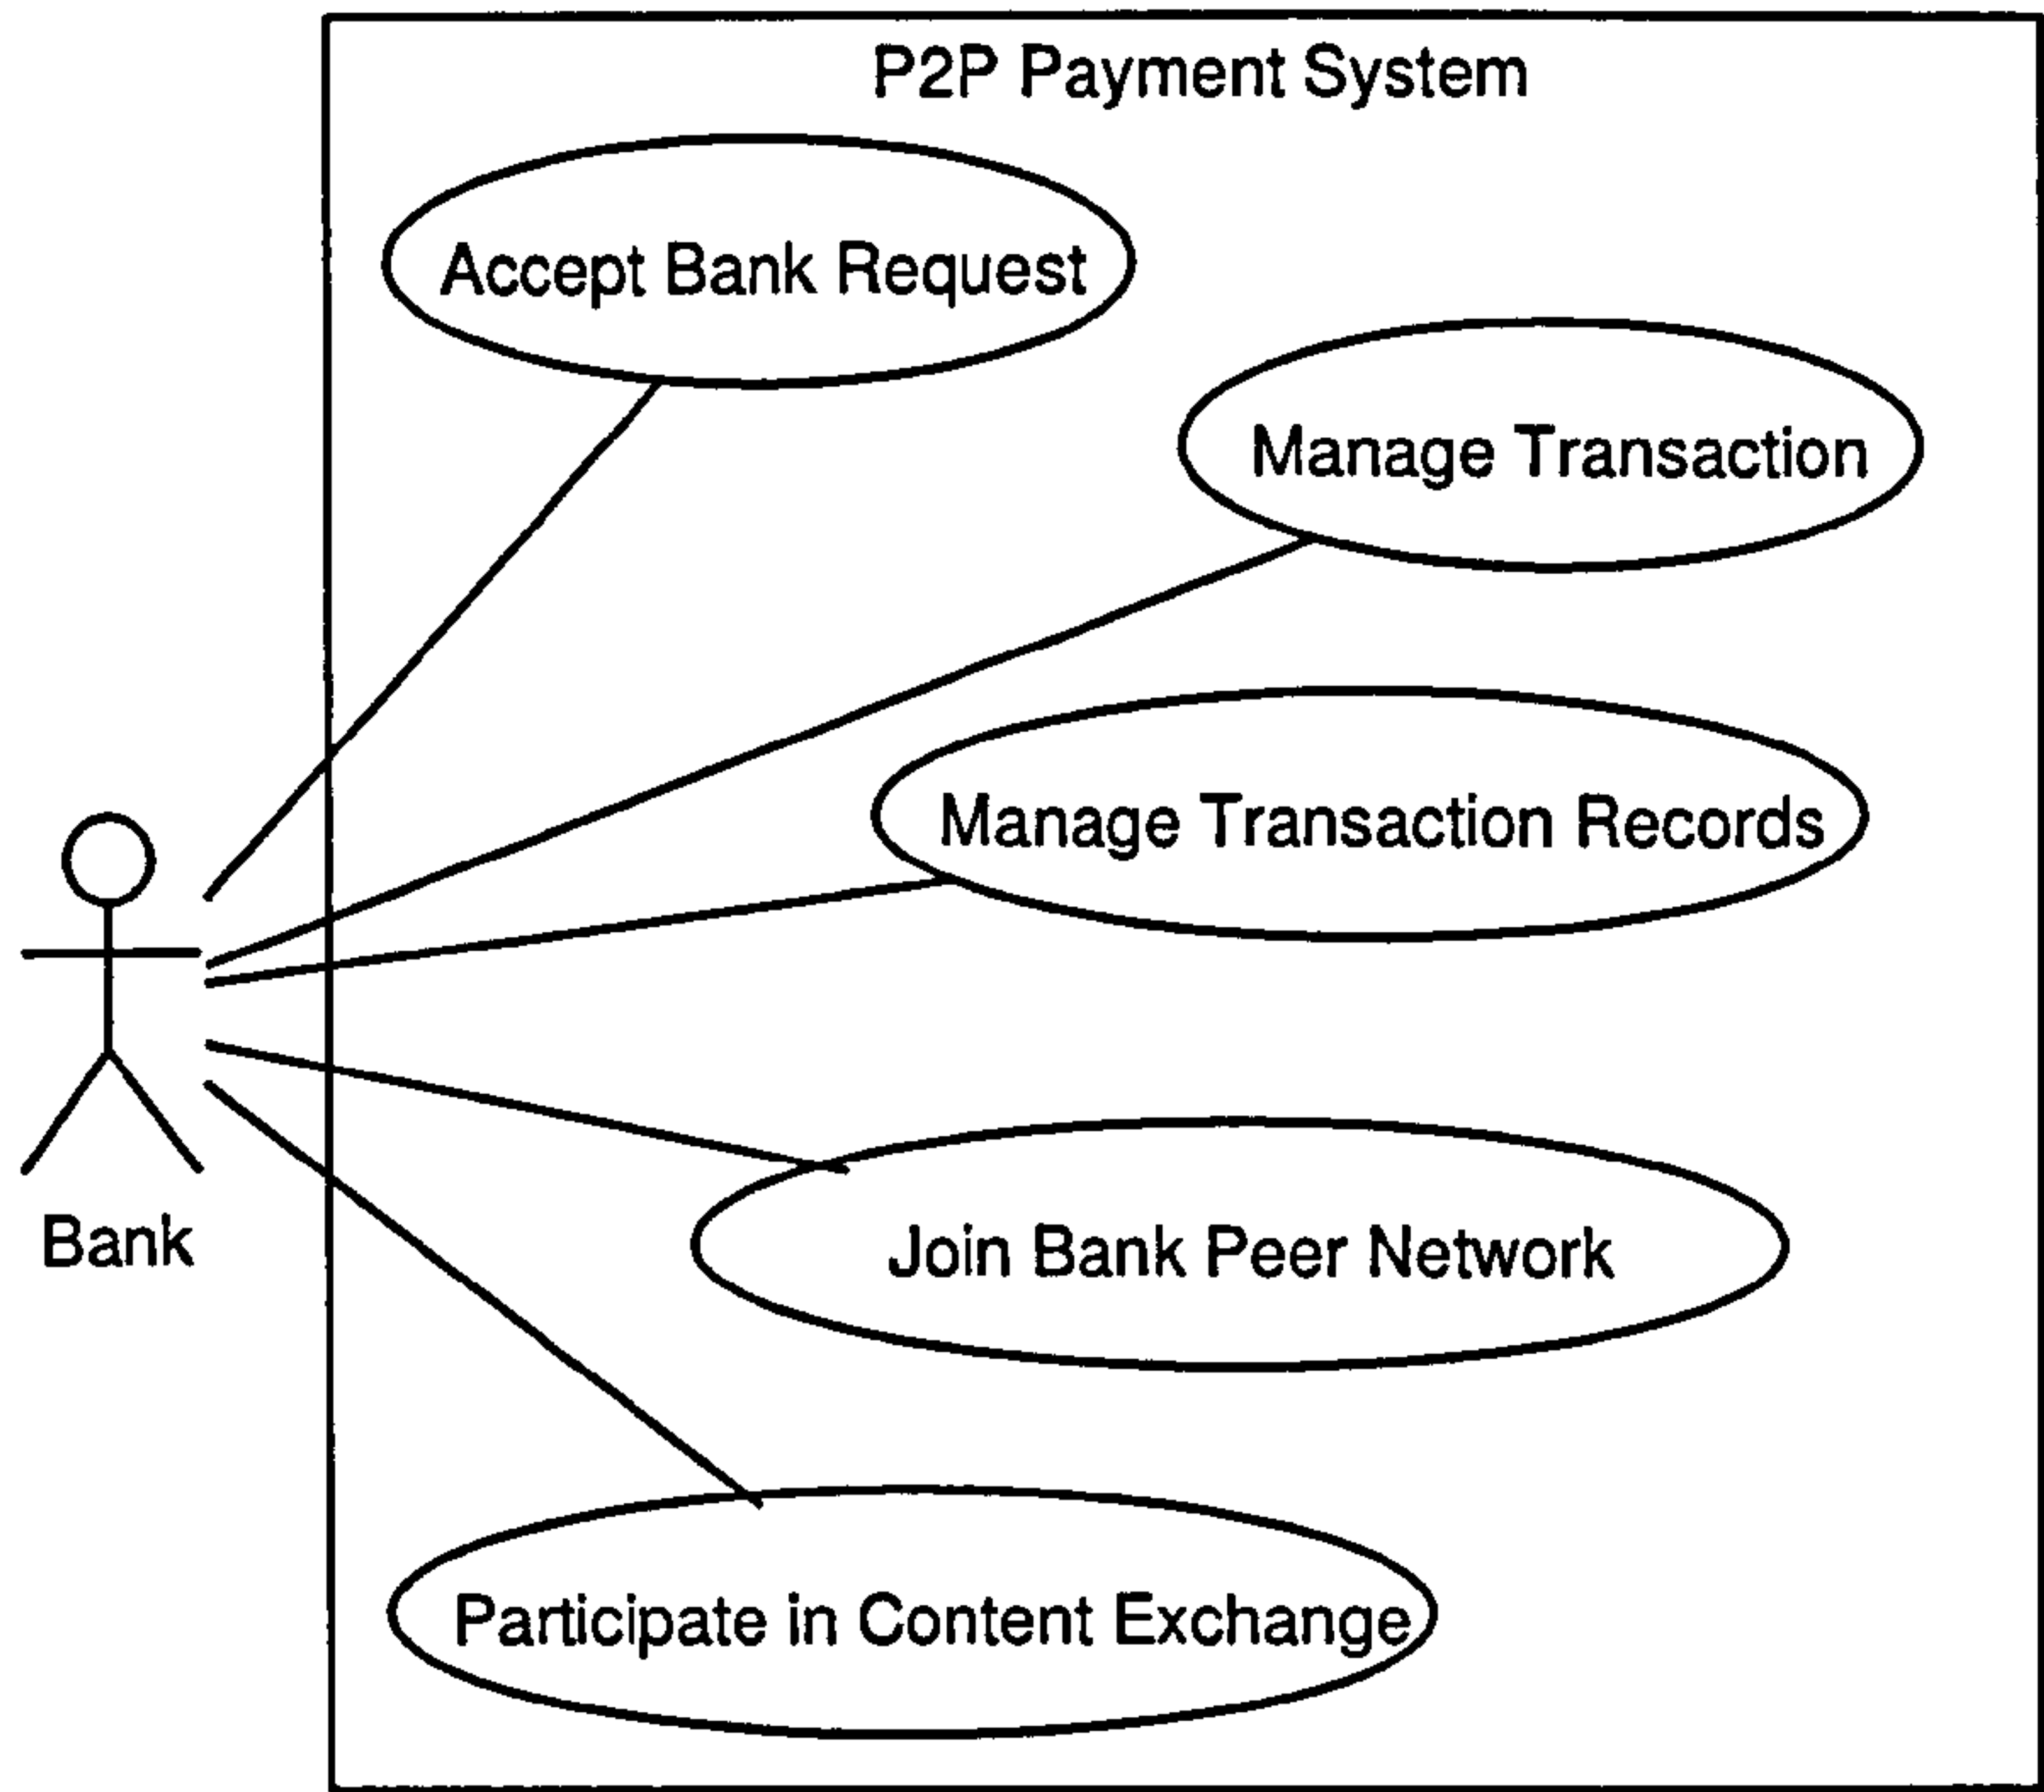 P2P Payment System
Accept Bank Request
Manage Transaction
Manage Transaction Records
Bank
Join Bank Peer Network
Participate in Content Exchange